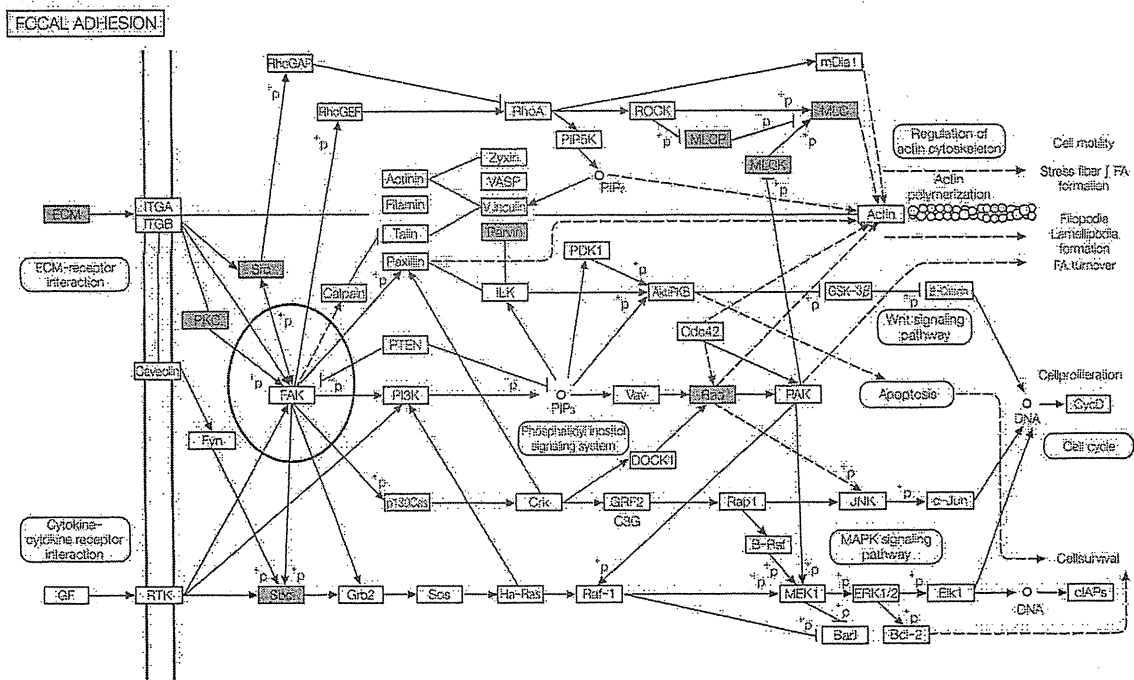 FOCAL ADHESION
RhoGAP
mDia1
+p
RhoGEF
RhoA
ROCK
+p
MLC
+p
+p
-p
MLCP
+p
PIP5K
MLCK
+p
Regulation of
actin cytoskeleton
Cell motility
Stress fiber / FA
formation
Actinin
Zyxin
VASP
Filamin
Vinculin
PIP₂
Actin
polymerization
ECM
ITGA
ITGB
Talin
Parvin
Actin
Filopodia
Lamellipodia
formation
FA turnover
ECM-receptor
interaction
Src
Paxillin
+p
PDK1
+p
Calpain
ILK
Akt/PKB
+p
GSK-3β
Wnt signaling
pathway
PKC
+p
PTEN
Cdc42
Caveolin
+p
FAK
PI3K
-p
PIP₃
Vav
Rac
PAK
Apoptosis
Cell proliferation
DNA
CycD
Cell cycle
Fyn
Phosphatidyl inositol
signaling system
DOCK1
+p
p130Cas
Crk
GRF2
C3G
Rap1
+p
JNK
+p
c-Jun
Cytokine-
cytokine receptor
interaction
B-Raf
MAPK signaling
pathway
Cell survival
GF
RTK
+p
+p
Shc
Grb2
Sos
Ha-Ras
+p
Raf-1
+p
+p
+p
MEK1
+p
ERK1/2
+p
Elk1
DNA
cIAPs
+p
Bad
+p
Bcl-2